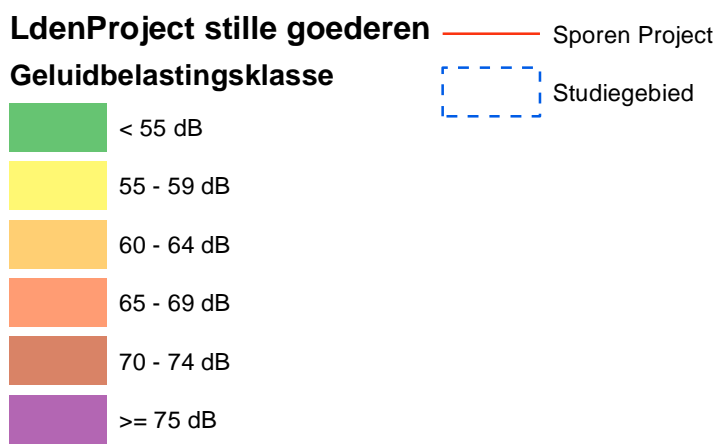 LdenProject stille goederen
Sporen Project
Geluidbelastingsklasse
Studiegebied
< 55 dB
55 - 59 dB
60 - 64 dB
65 - 69 dB
70 - 74 dB
>= 75 dB